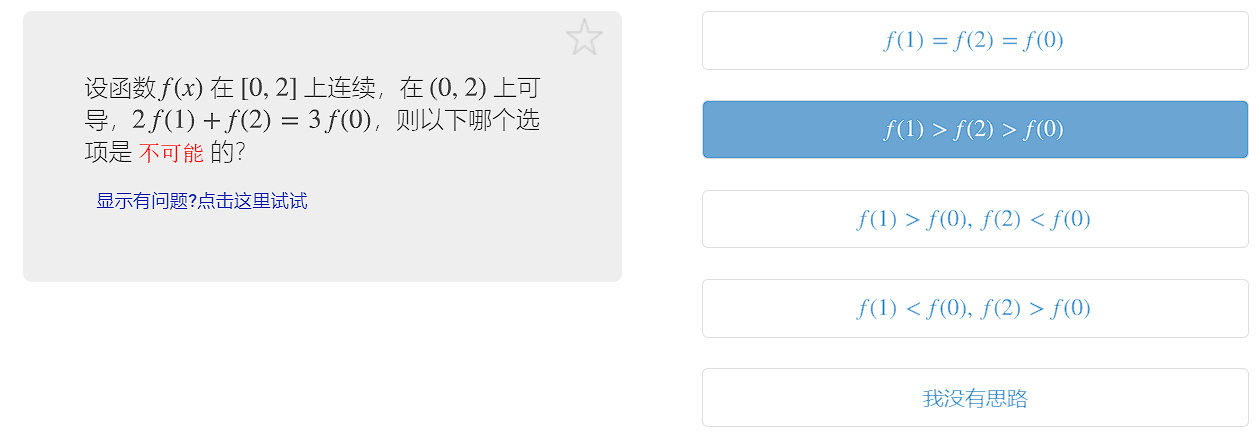 设函数 f(x) 在 [0, 2] 上连续，在 (0, 2) 上可
导，2 f(1) + f(2) = 3 f(0)，则以下哪个选
项是 不可能 的？
显示有问题?点击这里试试
f(1) = f(2) = f(0)
f(1) > f(2) > f(0)
f(1) > f(0), f(2) < f(0)
f(1) < f(0), f(2) > f(0)
我没有思路